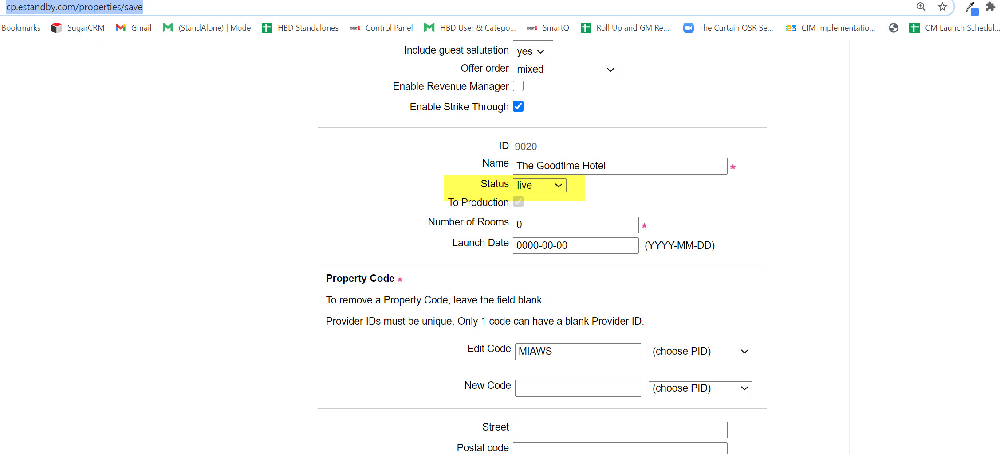 cp.estandby.com/properties/save
Bookmarks SugarCRM Gmail (StandAlone) | Mode HBD Standalones nor1 Control Panel HBD User & Catego... nor1 SmartQ Roll Up and GM Re... The Curtain OSR Se... 123 CIM Implementatio... CM Launch Schedul...
Include guest salutation yes
Offer order mixed
Enable Revenue Manager
Enable Strike Through
ID 9020
Name The Goodtime Hotel
Status live
To Production
Number of Rooms 0
Launch Date 0000-00-00 (YYYY-MM-DD)
Property Code
To remove a Property Code, leave the field blank.
Provider IDs must be unique. Only 1 code can have a blank Provider ID.
Edit Code MIAWS (choose PID)
New Code (choose PID)
Street
Postal code